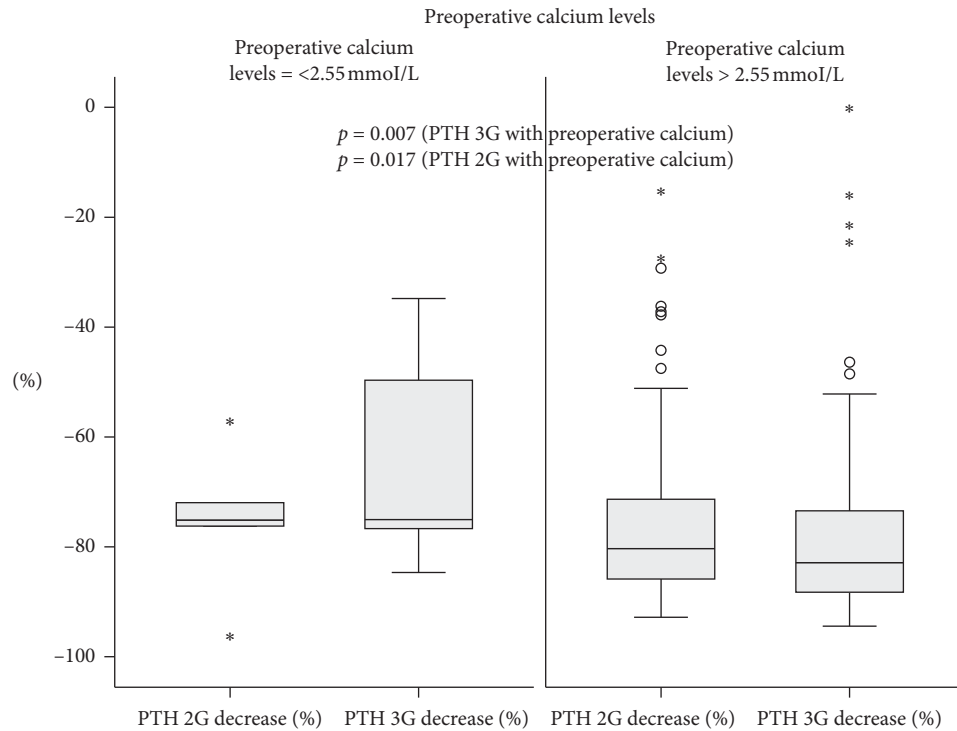 Preoperative calcium levels
Preoperative calcium
levels = <2.55 mmoI/L
Preoperative calcium
levels > 2.55 mmoI/L
p = 0.007 (PTH 3G with preoperative calcium)
p = 0.017 (PTH 2G with preoperative calcium)
(%)
0
−20
−40
−60
−80
−100
PTH 2G decrease (%)
PTH 3G decrease (%)
PTH 2G decrease (%)
PTH 3G decrease (%)